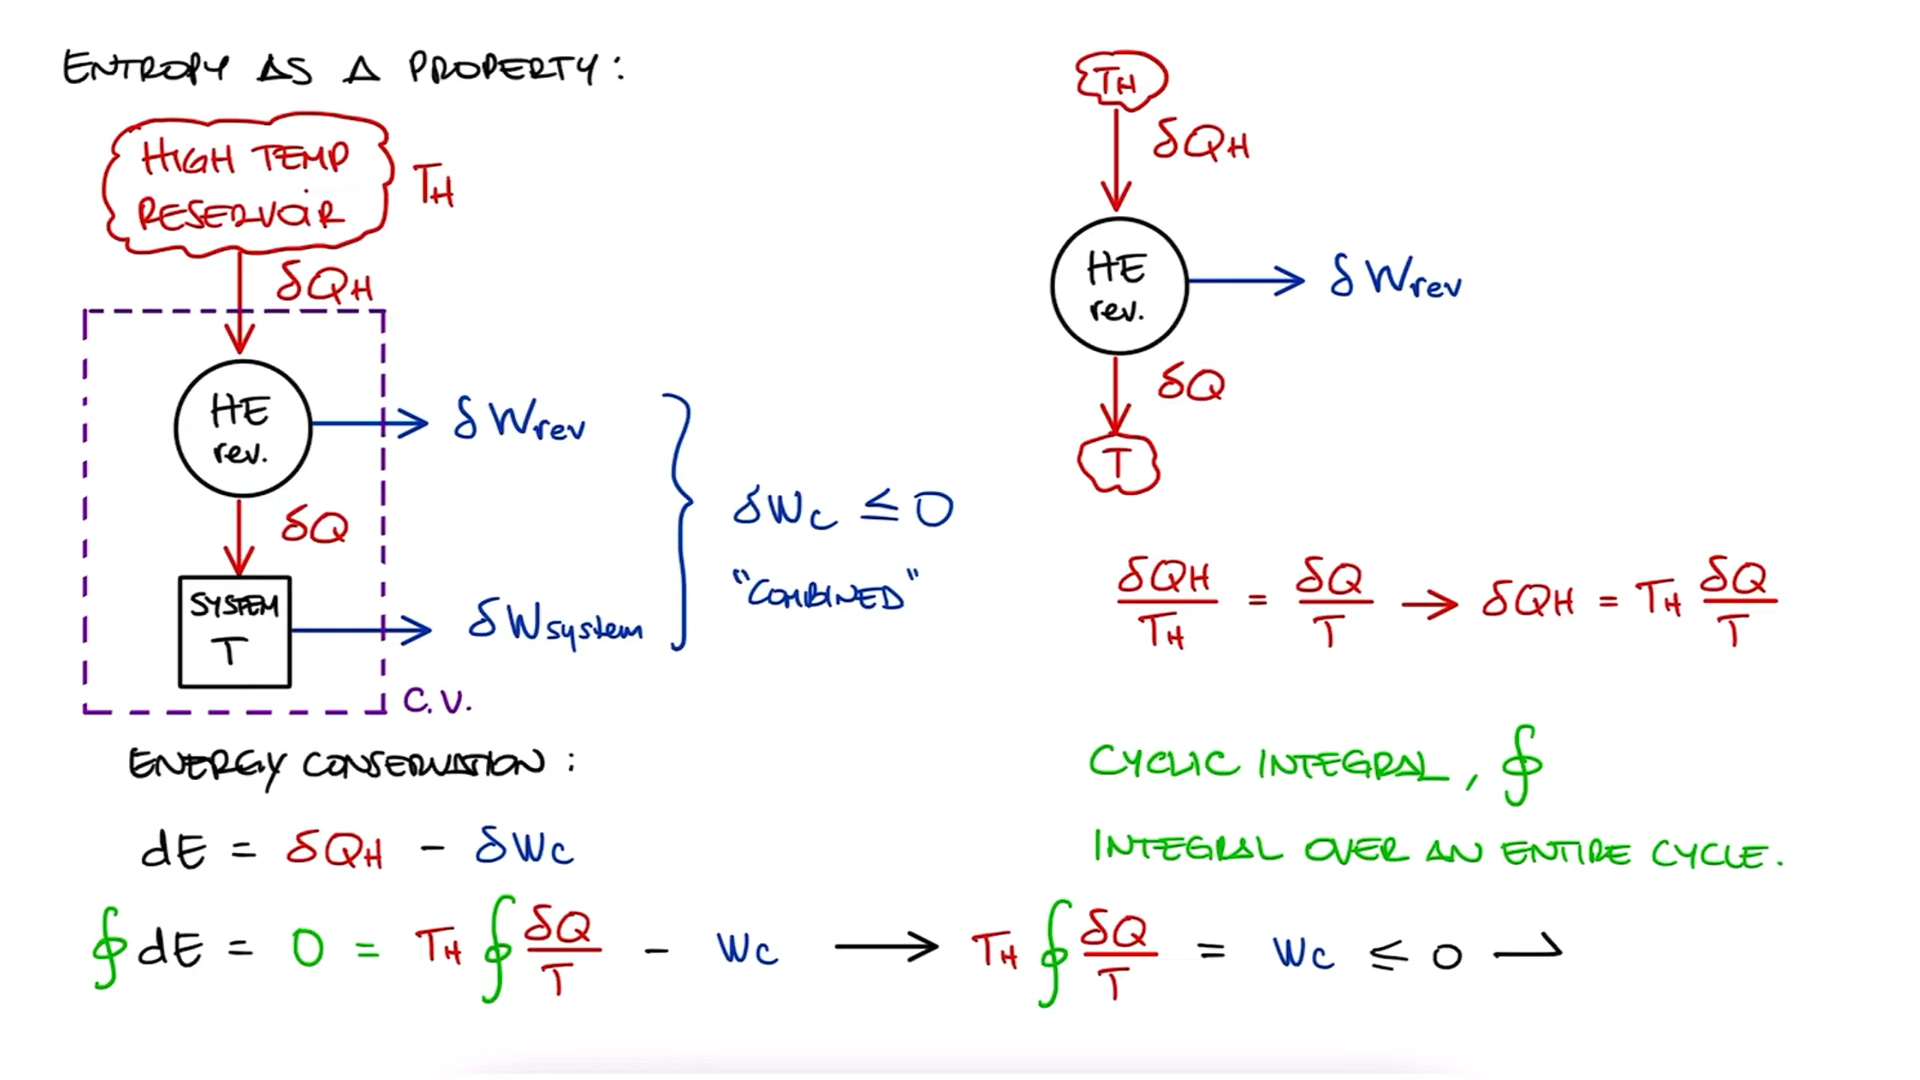 ENTROPY AS A PROPERTY:
HIGH TEMP
RESERVOIR
TH
δQH
HE
rev.
δWrev
δQ
SYSTEM
T
δWsystem
δWc ≤ 0
"COMBINED"
C.V.
TH
δQH
HE
rev.
δWrev
δQ
T
δQH/TH = δQ/T → δQH = TH δQ/T
ENERGY CONSERVATION:
dE = δQH - δWc
∮dE = 0 = TH ∮ δQ/T - Wc → TH ∮ δQ/T = Wc ≤ 0 ⇀
CYCLIC INTEGRAL, ∮
INTEGRAL OVER AN ENTIRE CYCLE.